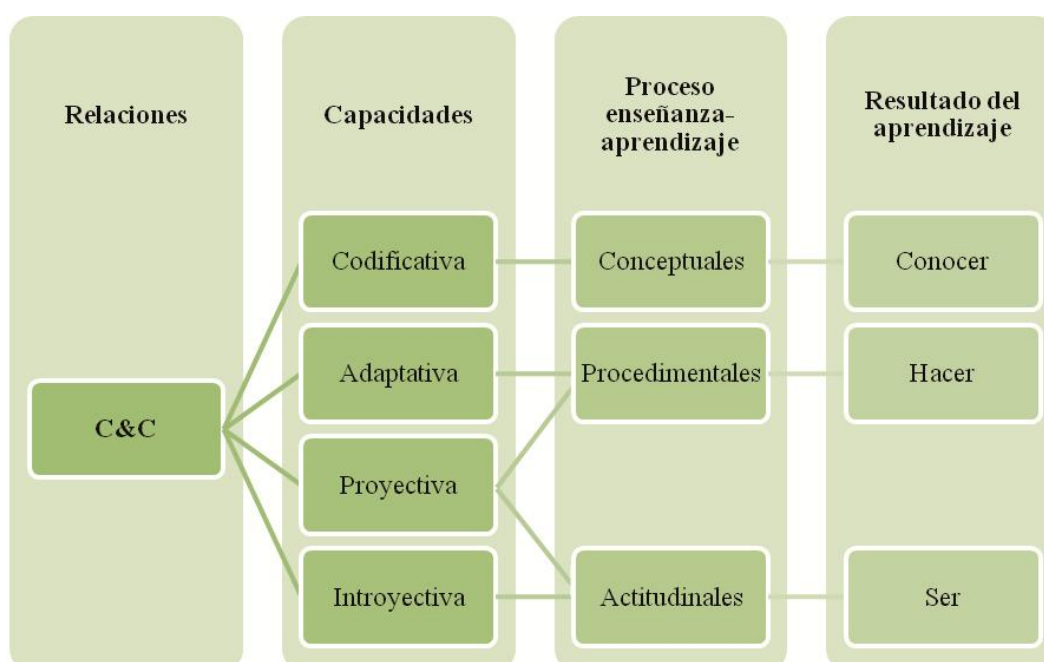 Relaciones
Capacidades
Proceso
enseñanza-
aprendizaje
Resultado del
aprendizaje
C&C
Codificativa
Adaptativa
Proyectiva
Introyectiva
Conceptuales
Procedimentales
Actitudinales
Conocer
Hacer
Ser